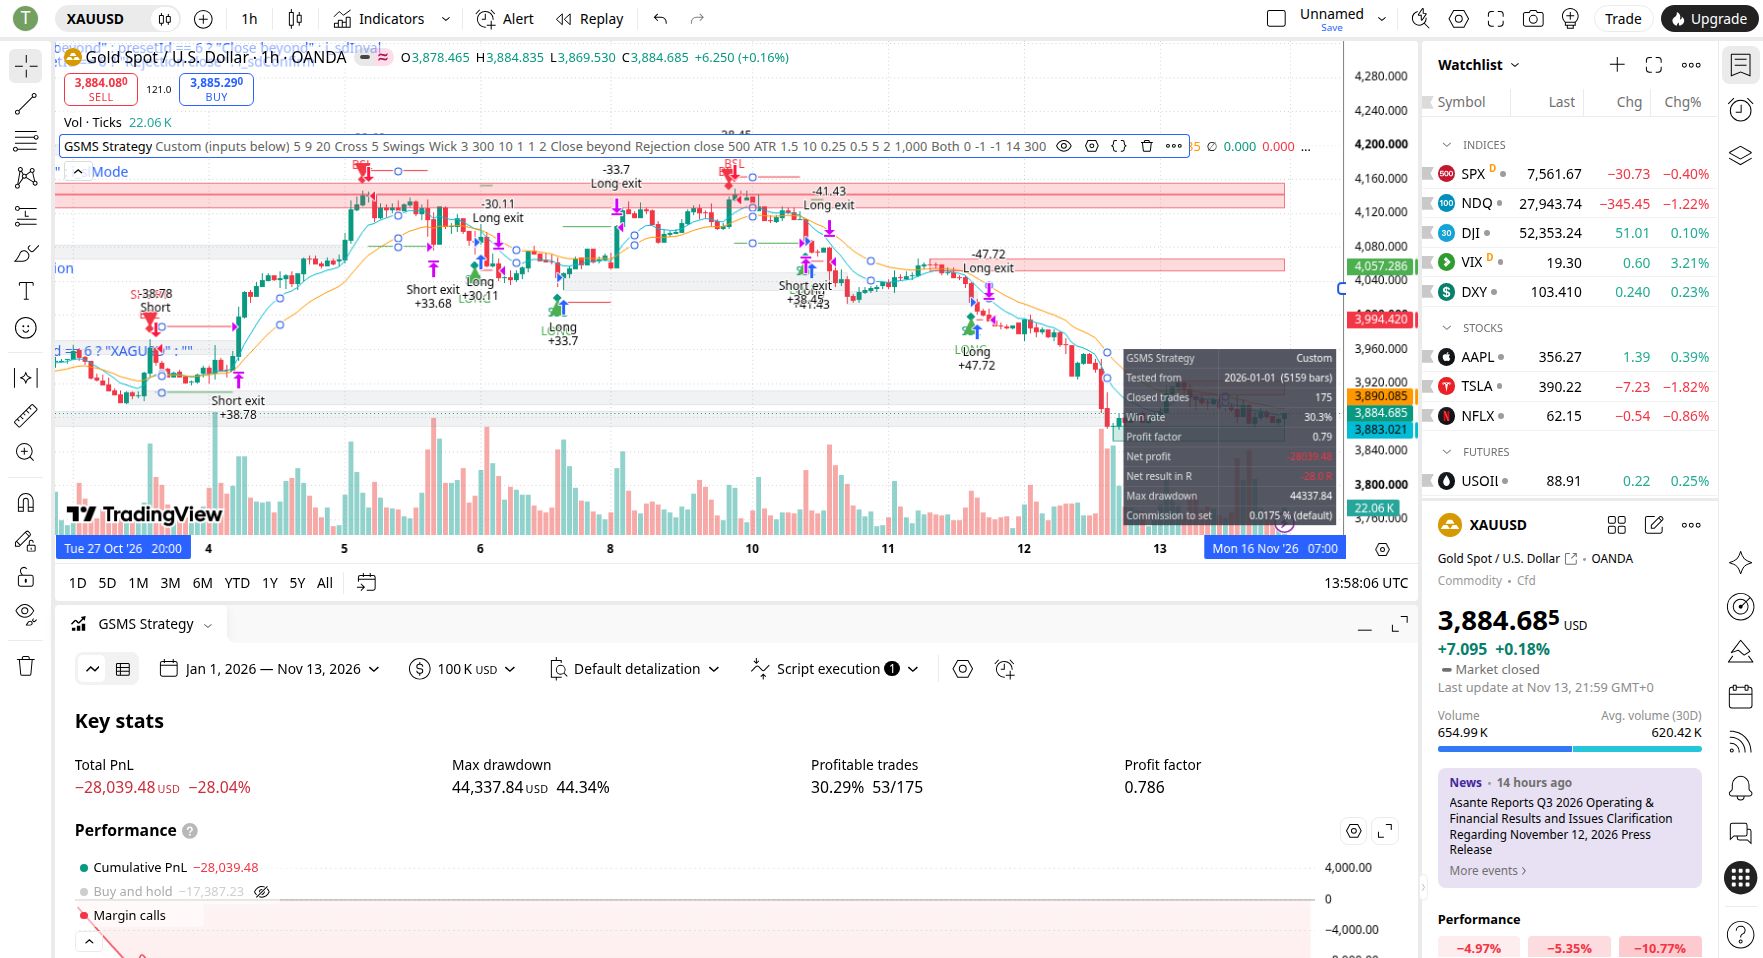 T XAUUSD 1h Indicators Alert Replay Unnamed Save Trade Upgrade
beyond" ; presetId == 6 ? "Close beyond" : i_sdInval
Gold Spot / U.S. Dollar · 1h · OANDA O3,878.465 H3,884.835 L3,869.530 C3,884.685 +6.250 (+0.16%)
3,884.080 SELL 121.0 3,885.290 BUY
Vol · Ticks 22.06 K
GSMS Strategy Custom (inputs below) 5 9 20 Cross 5 Swings Wick 3 300 10 1 1 2 Close beyond Rejection close 500 ATR 1.5 10 0.25 0.5 5 2 1,000 Both 0 -1 -1 14 300 ∅ 0.000 0.000 ...
Mode
BSL
BSL
-33.7
Long exit
-30.11
Long exit
-41.43
Long exit
-47.72
Long exit
ion
-38.78
Short
Short exit
+33.68
Long
+30.11
Short exit
+38.45
Long
+33.7
Long
+47.72
d == 6 ? "XAGUSD" : ""
Short exit
+38.78
4,280.000
4,240.000
4,200.000
4,160.000
4,120.000
4,080.000
4,057.286
4,040.000
3,994.420
3,960.000
3,920.000
3,890.085
3,884.685
3,883.021
3,840.000
3,800.000
22.06 K
3,760.000
GSMS Strategy Custom
Tested from 2026-01-01 (5159 bars)
Closed trades 175
Win rate 30.3%
Profit factor 0.79
Net profit -28039.48
Net result in R -28.0 R
Max drawdown 44337.84
Commission to set 0.0175 % (default)
TradingView
Tue 27 Oct '26 20:00 4 5 6 8 10 11 12 13 Mon 16 Nov '26 07:00
1D 5D 1M 3M 6M YTD 1Y 5Y All 13:58:06 UTC
GSMS Strategy
Jan 1, 2026 — Nov 13, 2026 100 K USD Default detalization Script execution 1
Key stats
Total PnL Max drawdown Profitable trades Profit factor
−28,039.48 USD −28.04% 44,337.84 USD 44.34% 30.29% 53/175 0.786
Performance ?
Cumulative PnL −28,039.48
Buy and hold −17,387.23
Margin calls
4,000.00
0
−4,000.00
Watchlist
Symbol Last Chg Chg%
INDICES
500 SPX D 7,561.67 −30.73 −0.40%
100 NDQ 27,943.74 −345.45 −1.22%
30 DJI 52,353.24 51.01 0.10%
VIX D 19.30 0.60 3.21%
DXY 103.410 0.240 0.23%
STOCKS
AAPL 356.27 1.39 0.39%
TSLA 390.22 −7.23 −1.82%
NFLX 62.15 −0.54 −0.86%
FUTURES
USOIL 88.91 0.22 0.25%
XAUUSD
Gold Spot / U.S. Dollar · OANDA
Commodity · Cfd
3,884.685 USD
+7.095 +0.18%
Market closed
Last update at Nov 13, 21:59 GMT+0
Volume Avg. volume (30D)
654.99 K 620.42 K
News · 14 hours ago
Asante Reports Q3 2026 Operating &
Financial Results and Issues Clarification
Regarding November 12, 2026 Press
Release
More events ›
Performance
−4.97% −5.35% −10.77%